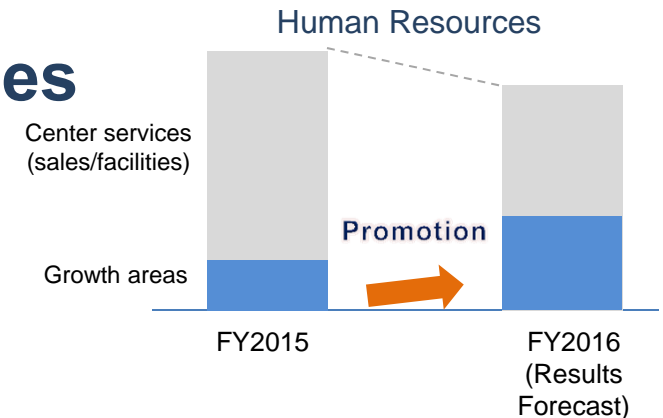 Human Resources
es
Center services
(sales/facilities)
Promotion
Growth areas
FY2015
FY2016
(Results
Forecast)